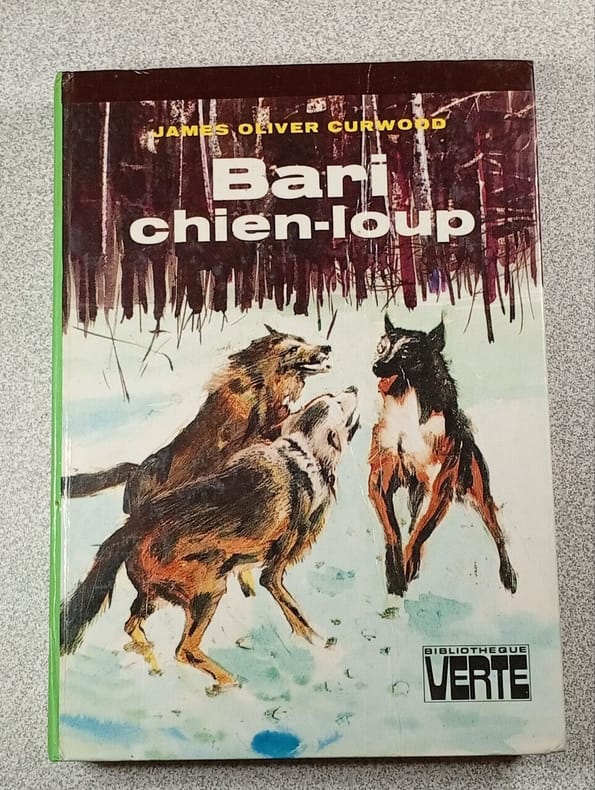 JAMES OLIVER CURWOOD
Bari
chien-loup
BIBLIOTHEQUE
VERTE